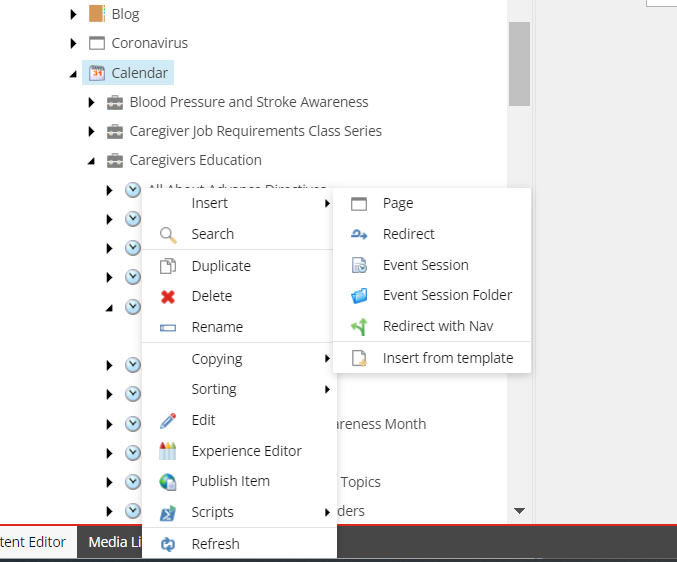 Blog
Coronavirus
31
Calendar
Blood Pressure and Stroke Awareness
Caregiver Job Requirements Class Series
Caregivers Education
All About Advance Directives
Insert
Search
Duplicate
Delete
Rename
Copying
Sorting
Edit
Experience Editor
Publish Item
Scripts
Refresh
Page
Redirect
Event Session
Event Session Folder
Redirect with Nav
Insert from template
reness Month
Topics
ders
tent Editor
Media Li